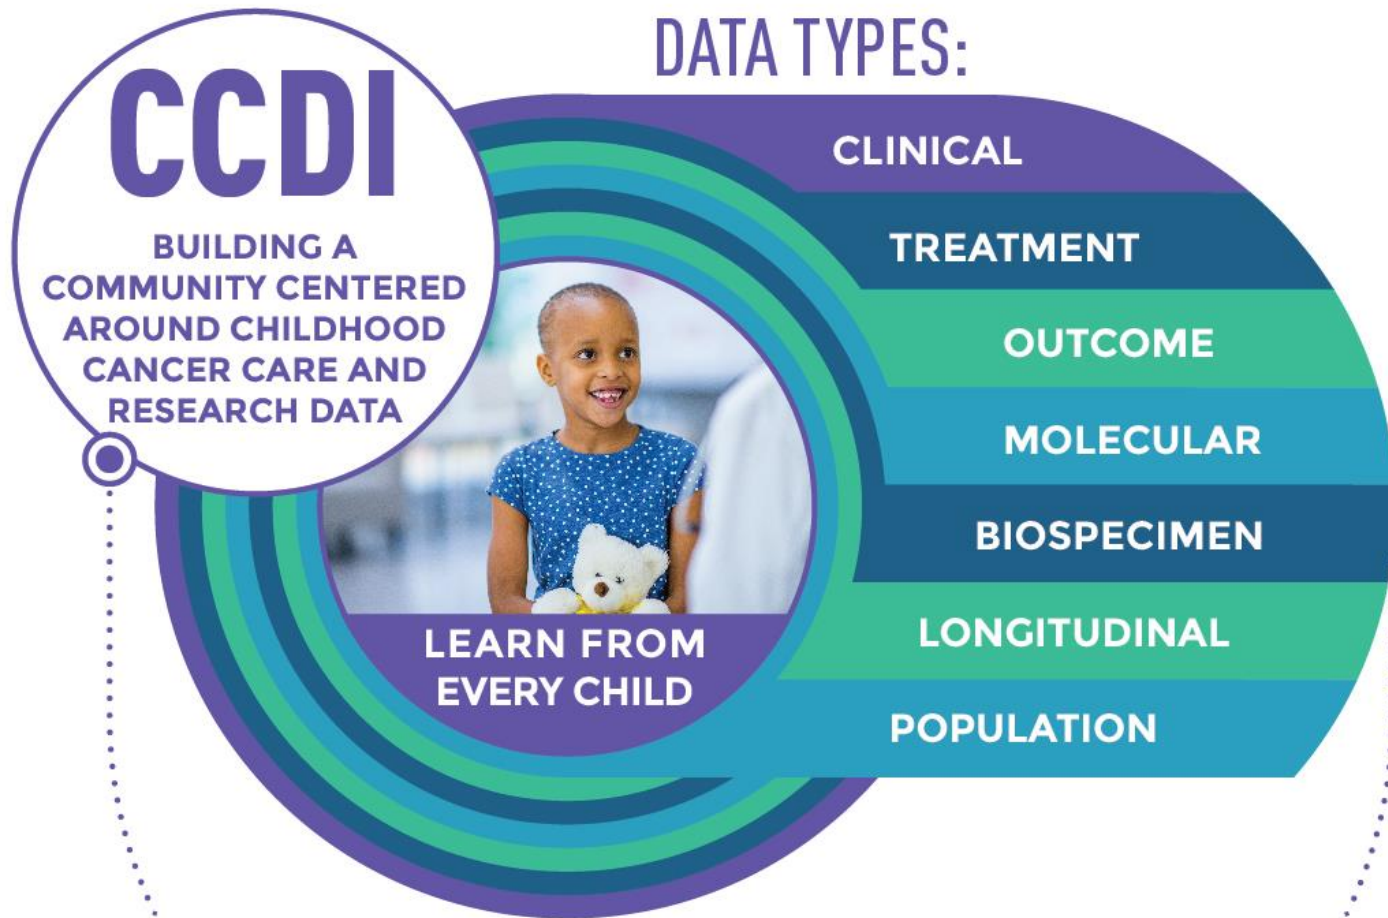 DATA TYPES:
CCDI
BUILDING A
COMMUNITY CENTERED
AROUND CHILDHOOD
CANCER CARE AND
RESEARCH DATA
CLINICAL
TREATMENT
OUTCOME
MOLECULAR
BIOSPECIMEN
LONGITUDINAL
POPULATION
LEARN FROM
EVERY CHILD